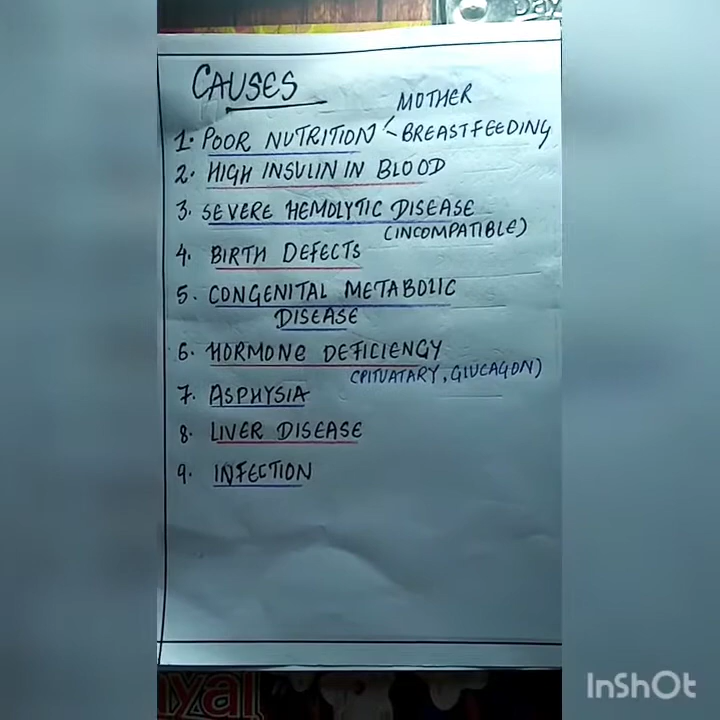 Day
CAUSES
1. POOR NUTRITION MOTHER
BREASTFEEDING
2. HIGH INSULIN IN BLOOD
3. SEVERE HEMOLYTIC DISEASE
(INCOMPATIBLE)
4. BIRTH DEFECTS
5. CONGENITAL METABOLIC
DISEASE
6. HORMONE DEFICIENCY
(PITUATARY, GLUCAGON)
7. ASPHYSIA
8. LIVER DISEASE
9. INFECTION
InShOt